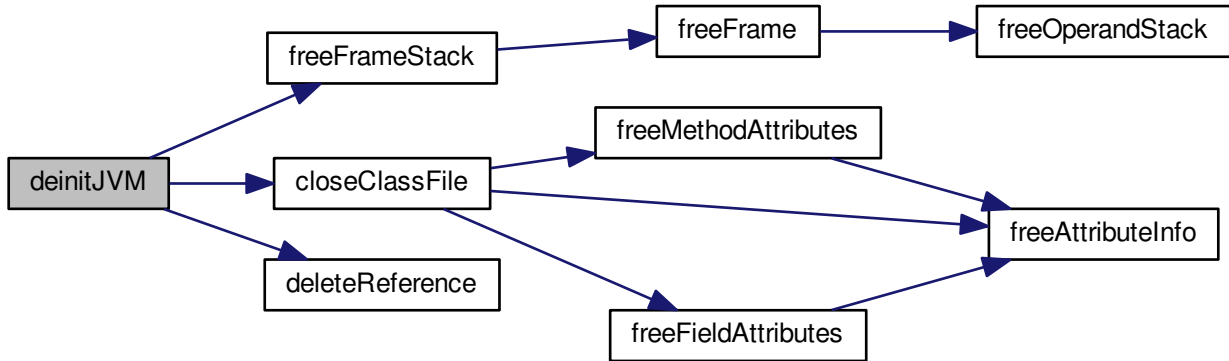 deinitJVM
freeFrameStack
freeFrame
freeOperandStack
closeClassFile
freeMethodAttributes
freeAttributeInfo
freeFieldAttributes
deleteReference